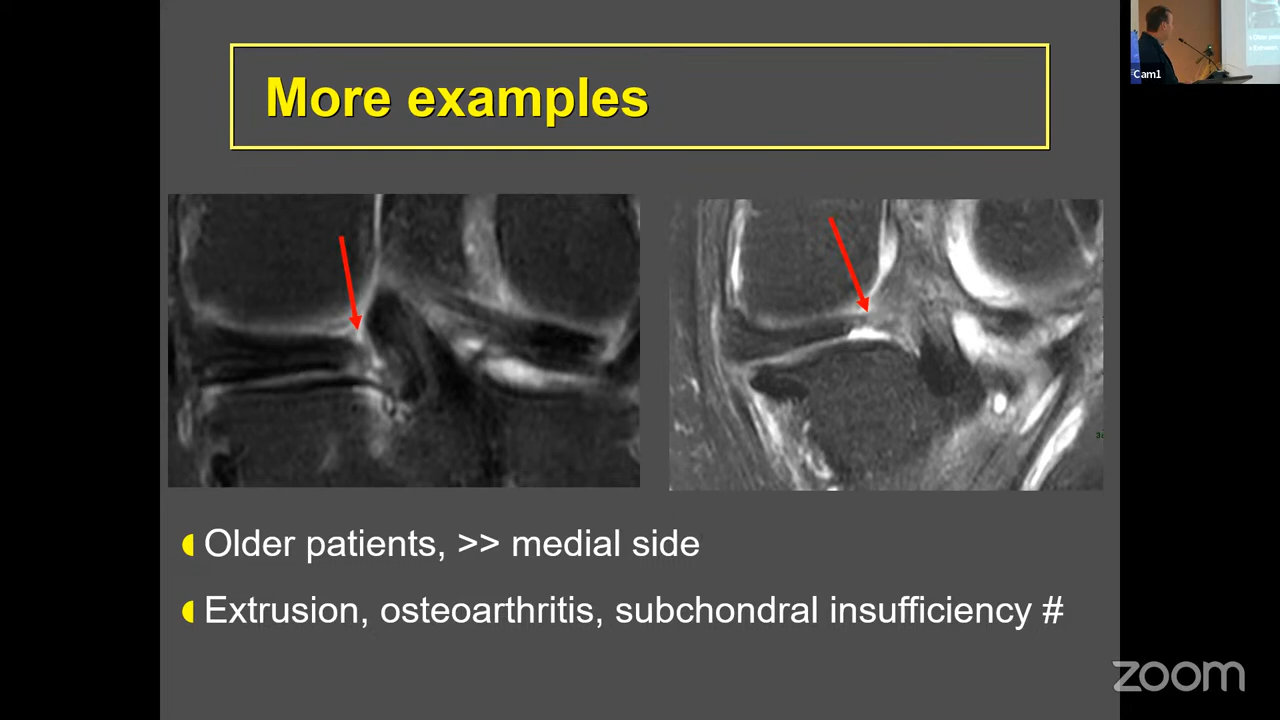 More examples
Older patients, >> medial side
Extrusion, osteoarthritis, subchondral insufficiency #
Cam1
zoom